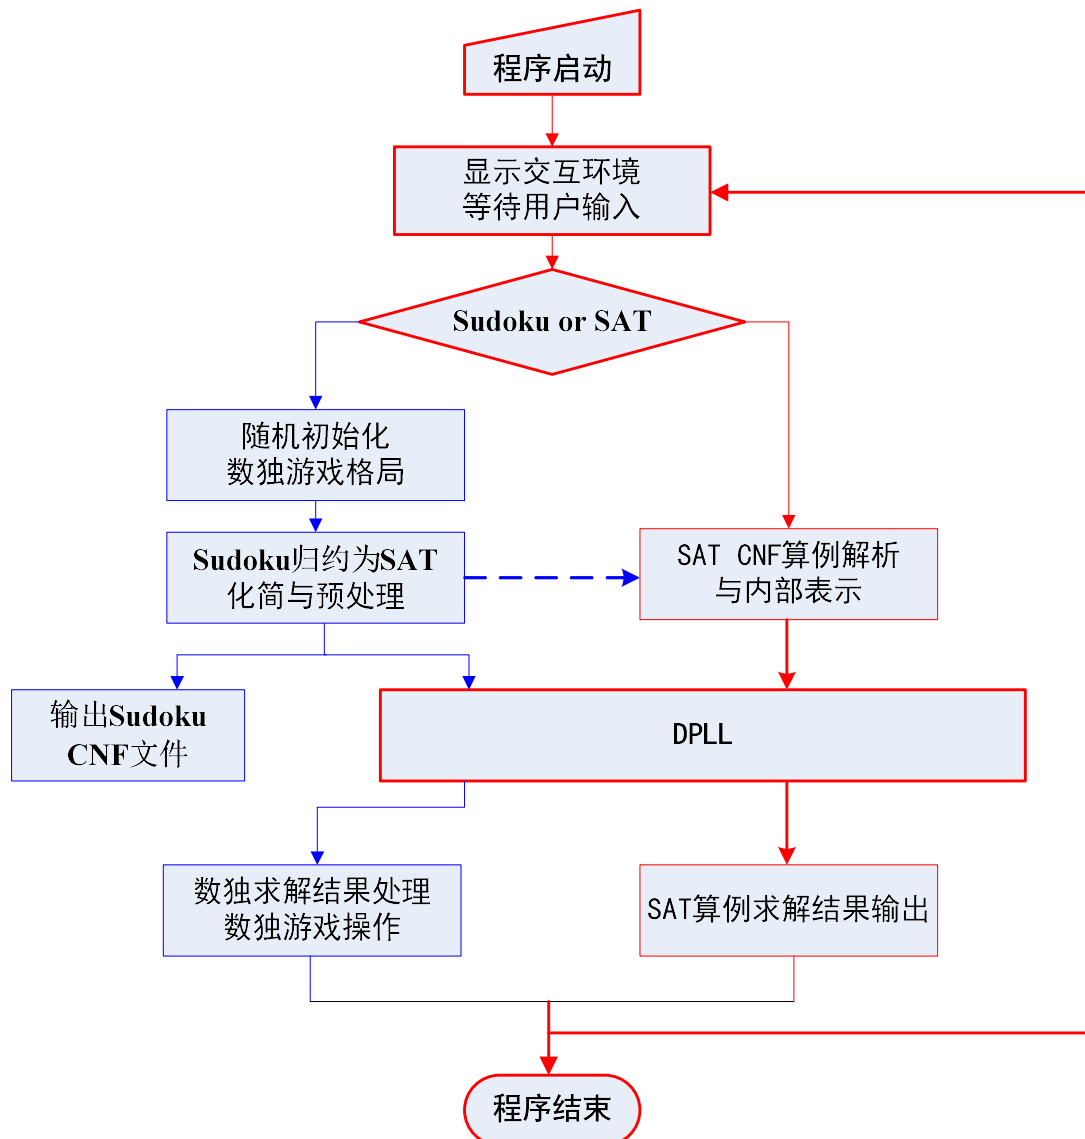 程序启动
显示交互环境
等待用户输入
Sudoku or SAT
随机初始化
数独游戏格局
Sudoku归约为SAT
化简与预处理
SAT CNF算例解析
与内部表示
输出Sudoku
CNF文件
DPLL
数独求解结果处理
数独游戏操作
SAT算例求解结果输出
程序结束